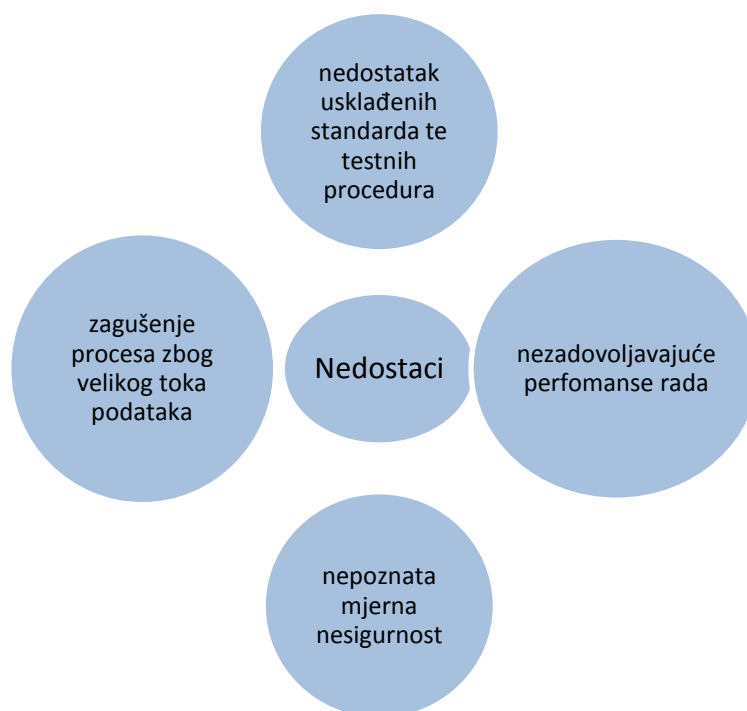 nedostatak
usklađenih
standarda te
testnih
procedura
zagušenje
procesa zbog
velikog toka
podataka
Nedostaci
nezadovoljavajuće
perfomanse rada
nepoznata
mjerna
nesigurnost